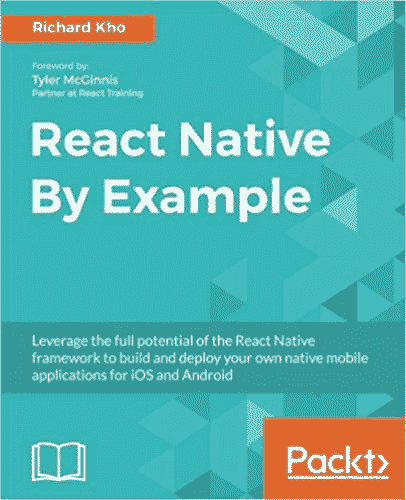 Richard Kho
Foreword by:
Tyler McGinnis
Partner at React Training
React Native
By Example
Leverage the full potential of the React Native
framework to build and deploy your own native mobile
applications for iOS and Android
Packt>